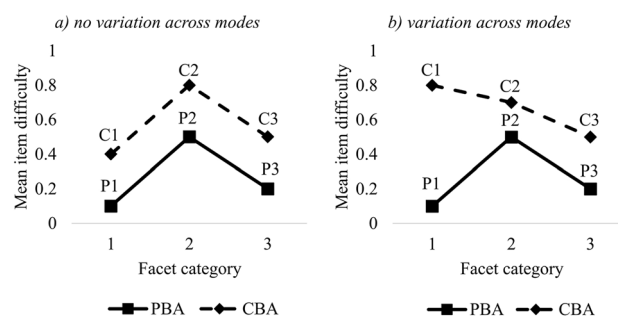 a) no variation across modes
Mean item difficulty
1
0.8
0.6
0.4
0.2
0
C1
C2
C3
P1
P2
P3
1 2 3
Facet category
PBA CBA
b) variation across modes
Mean item difficulty
1
0.8
0.6
0.4
0.2
0
C1
C2
C3
P1
P2
P3
1 2 3
Facet category
PBA CBA